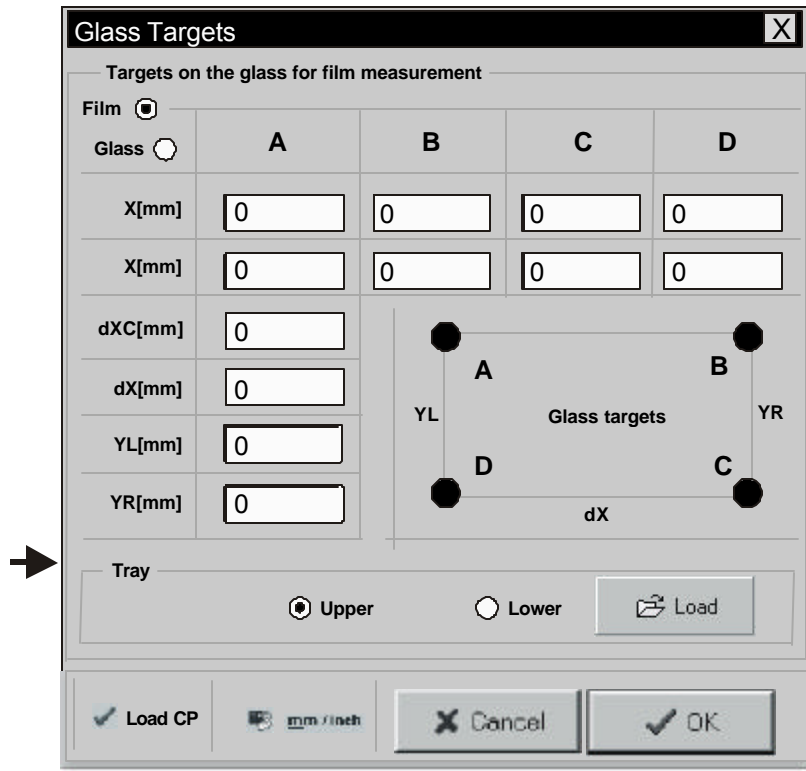 Glass Targets X
Targets on the glass for film measurement
Film
Glass A B C D
X[mm] 0 0 0 0
X[mm] 0 0 0 0
dXC[mm] 0
dX[mm] 0
YL[mm] 0
YR[mm] 0
A B
YL Glass targets YR
D C
dX
Tray
Upper Lower Load
Load CP mm/inch Cancel OK